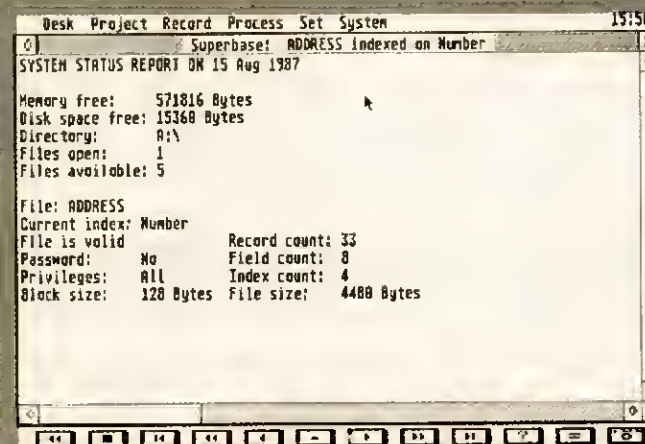 Desk Project Record Process Set System 15:5
Superbase: ADDRESS Indexed on Number
SYSTEM STATUS REPORT ON 15 Aug 1987
Memory free: 571816 Bytes
Disk space free: 15360 Bytes
Directory: A:\
Files open: 1
Files available: 5
File: ADDRESS
Current index: Number
File is valid Record count: 33
Password: No Field count: 8
Privileges: All Index count: 4
Block size: 128 Bytes File size: 4480 Bytes